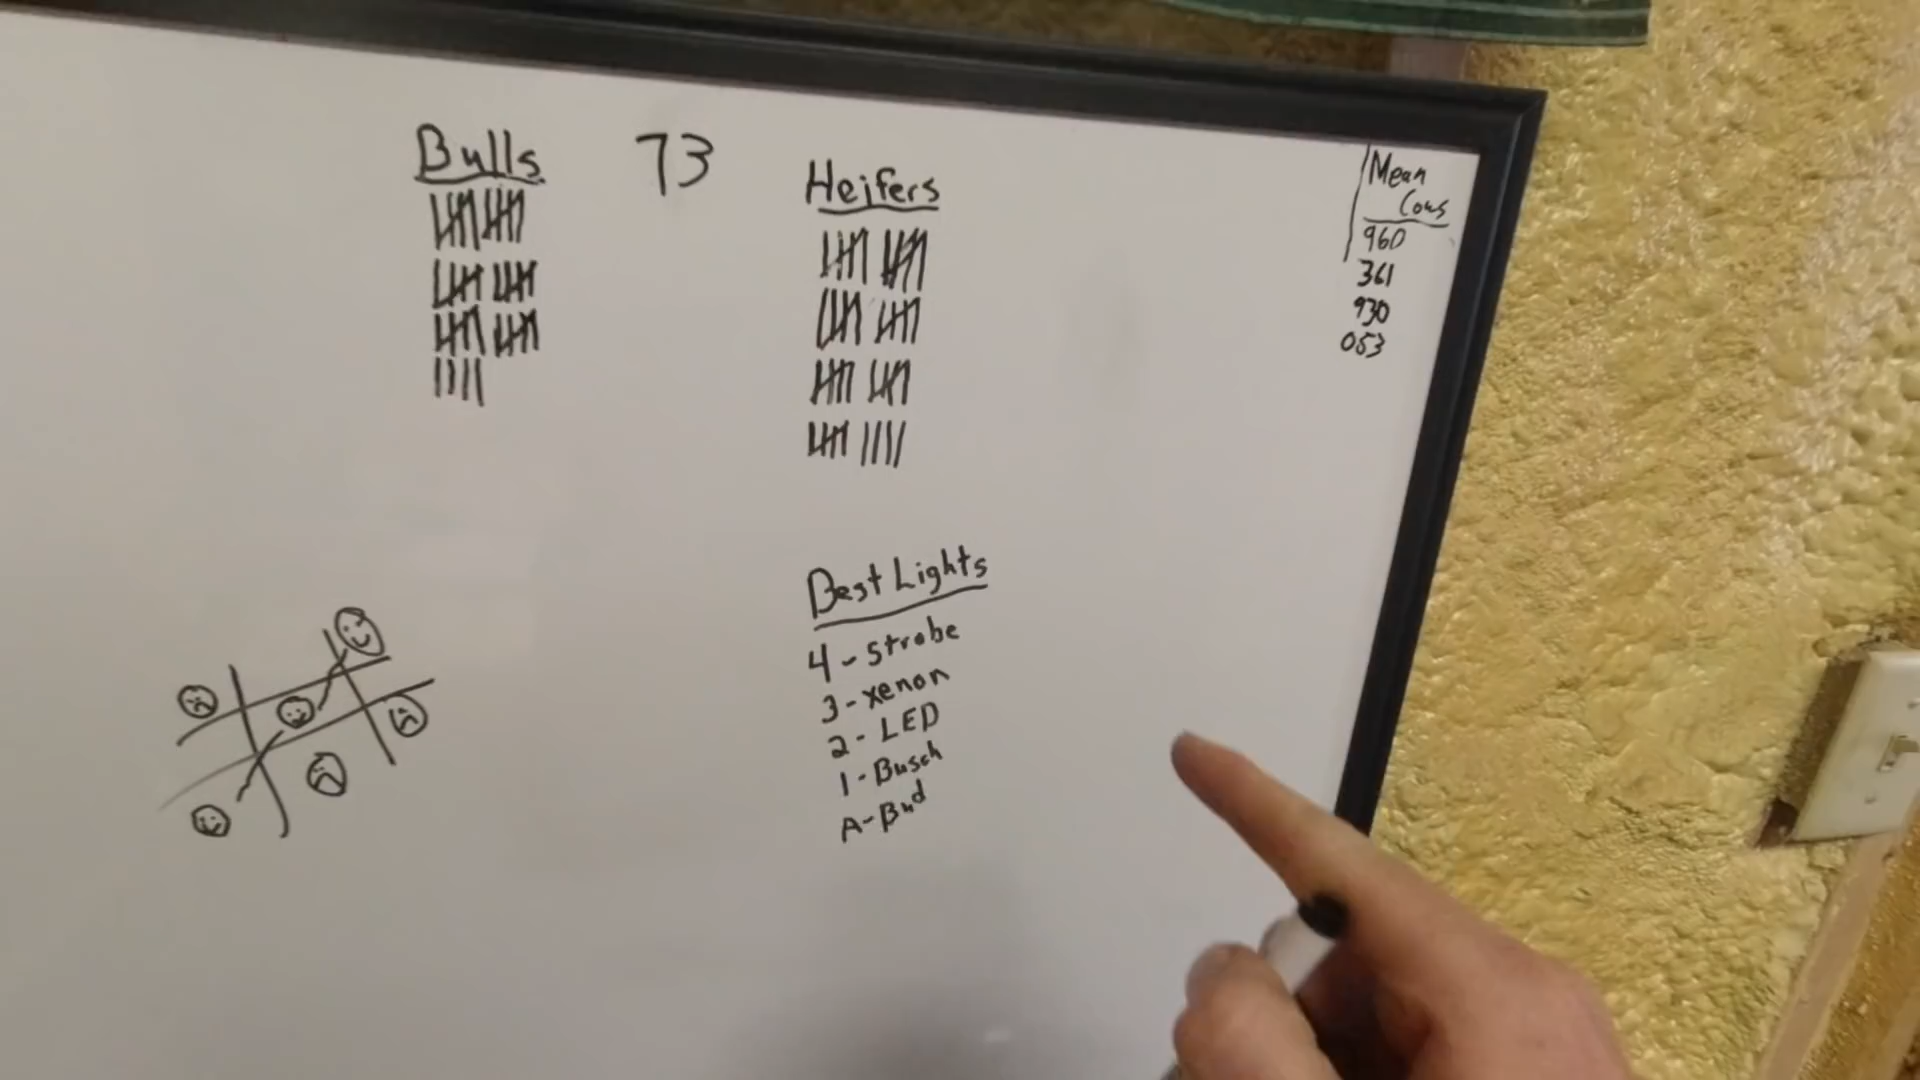 Bulls
73
Heifers
Mean
Cows
960
361
930
053
Best Lights
4 - strobe
3 - xenon
2 - LED
1 - Busch
A - Bud